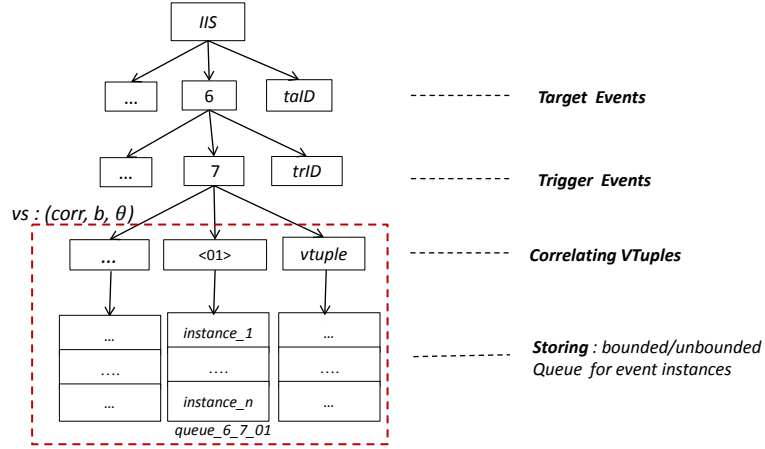 IIS
... 6 taID Target Events
... 7 trID Trigger Events
vs : (corr, b, θ)
... <01> vtuple Correlating VTuples
... instance_1 ...
.... .... ....
... instance_n ...
Storing : bounded/unbounded
Queue for event instances
queue_6_7_01